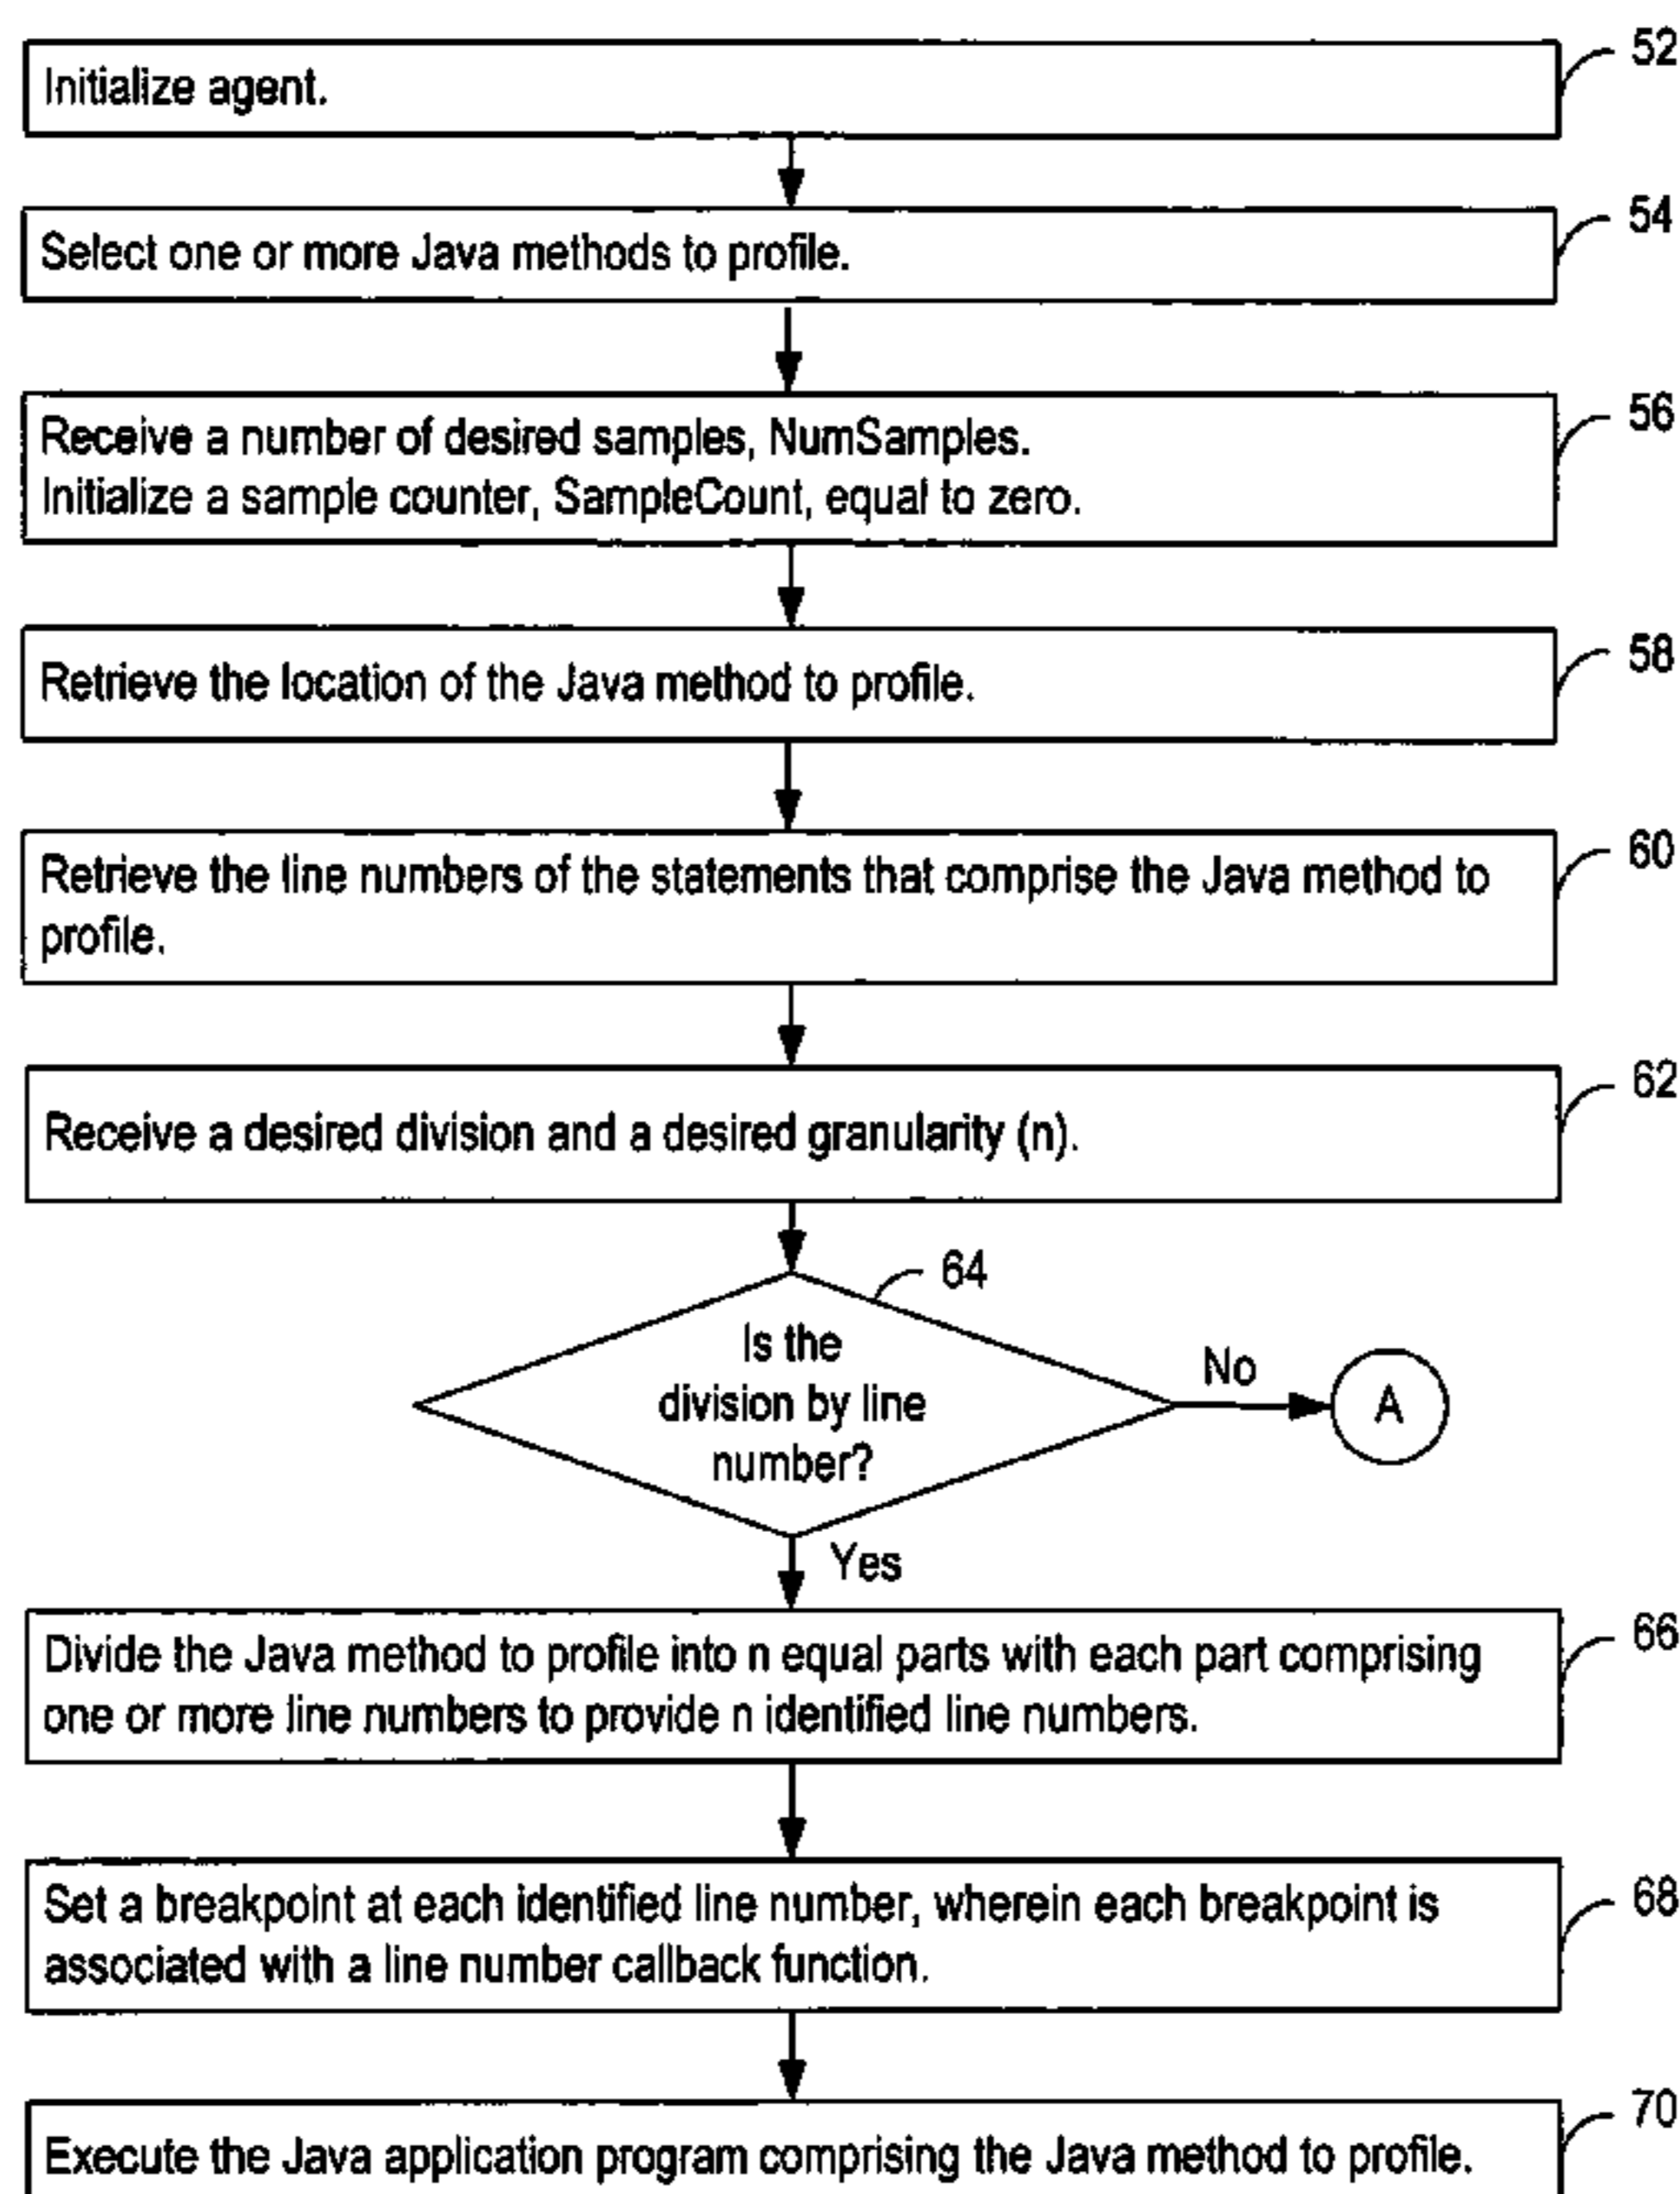 52
Initialize agent.
54
Select one or more Java methods to profile.
56
Receive a number of desired samples, NumSamples.
Initialize a sample counter, SampleCount, equal to zero.
58
Retrieve the location of the Java method to profile.
60
Retrieve the line numbers of the statements that comprise the Java method to
profile.
62
Receive a desired division and a desired granularity (n).
64
Is the
division by line
number?
No
A
Yes
66
Divide the Java method to profile into n equal parts with each part comprising
one or more line numbers to provide n identified line numbers.
68
Set a breakpoint at each identified line number, wherein each breakpoint is
associated with a line number callback function.
70
Execute the Java application program comprising the Java method to profile.